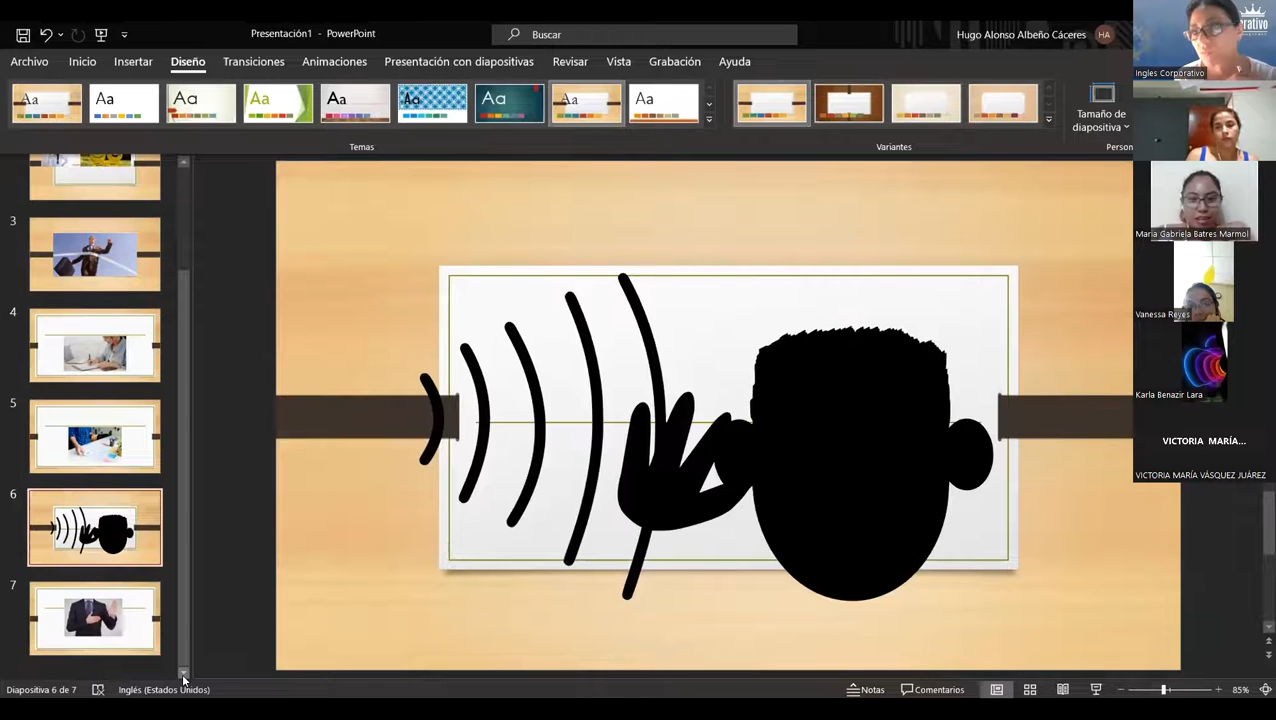 Presentación1 - PowerPoint
Buscar
Hugo Alonso Albeño Cáceres
HA
Archivo
Inicio
Insertar
Diseño
Transiciones
Animaciones
Presentación con diapositivas
Revisar
Vista
Grabación
Ayuda
Aa
Aa
Aa
Aa
Aa
Aa
Aa
Aa
Aa
Tamaño de
diapositiva
Temas
Variantes
Person
3
4
5
6
7
Diapositiva 6 de 7
Inglés (Estados Unidos)
Notas
Comentarios
85%
Ingles Corporativo
Maria Gabriela Batres Marmol
Vanessa Reyes
Karla Benazir Lara
VICTORIA MARÍA...
VICTORIA MARÍA VÁSQUEZ JUÁREZ